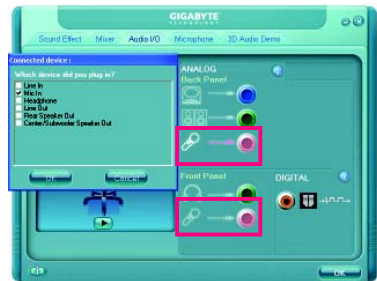 GIGABYTE
Sound Effect Mixer Audio I/O Microphone 3D Audio Demo
Connected device :
Which device did you plug in?
Line In
Mic In
Headphone
Line Out
Rear Speaker Out
Center/Subwoofer Speaker Out
OK Cancel
ANALOG
Back Panel
Front Panel
DIGITAL
OK